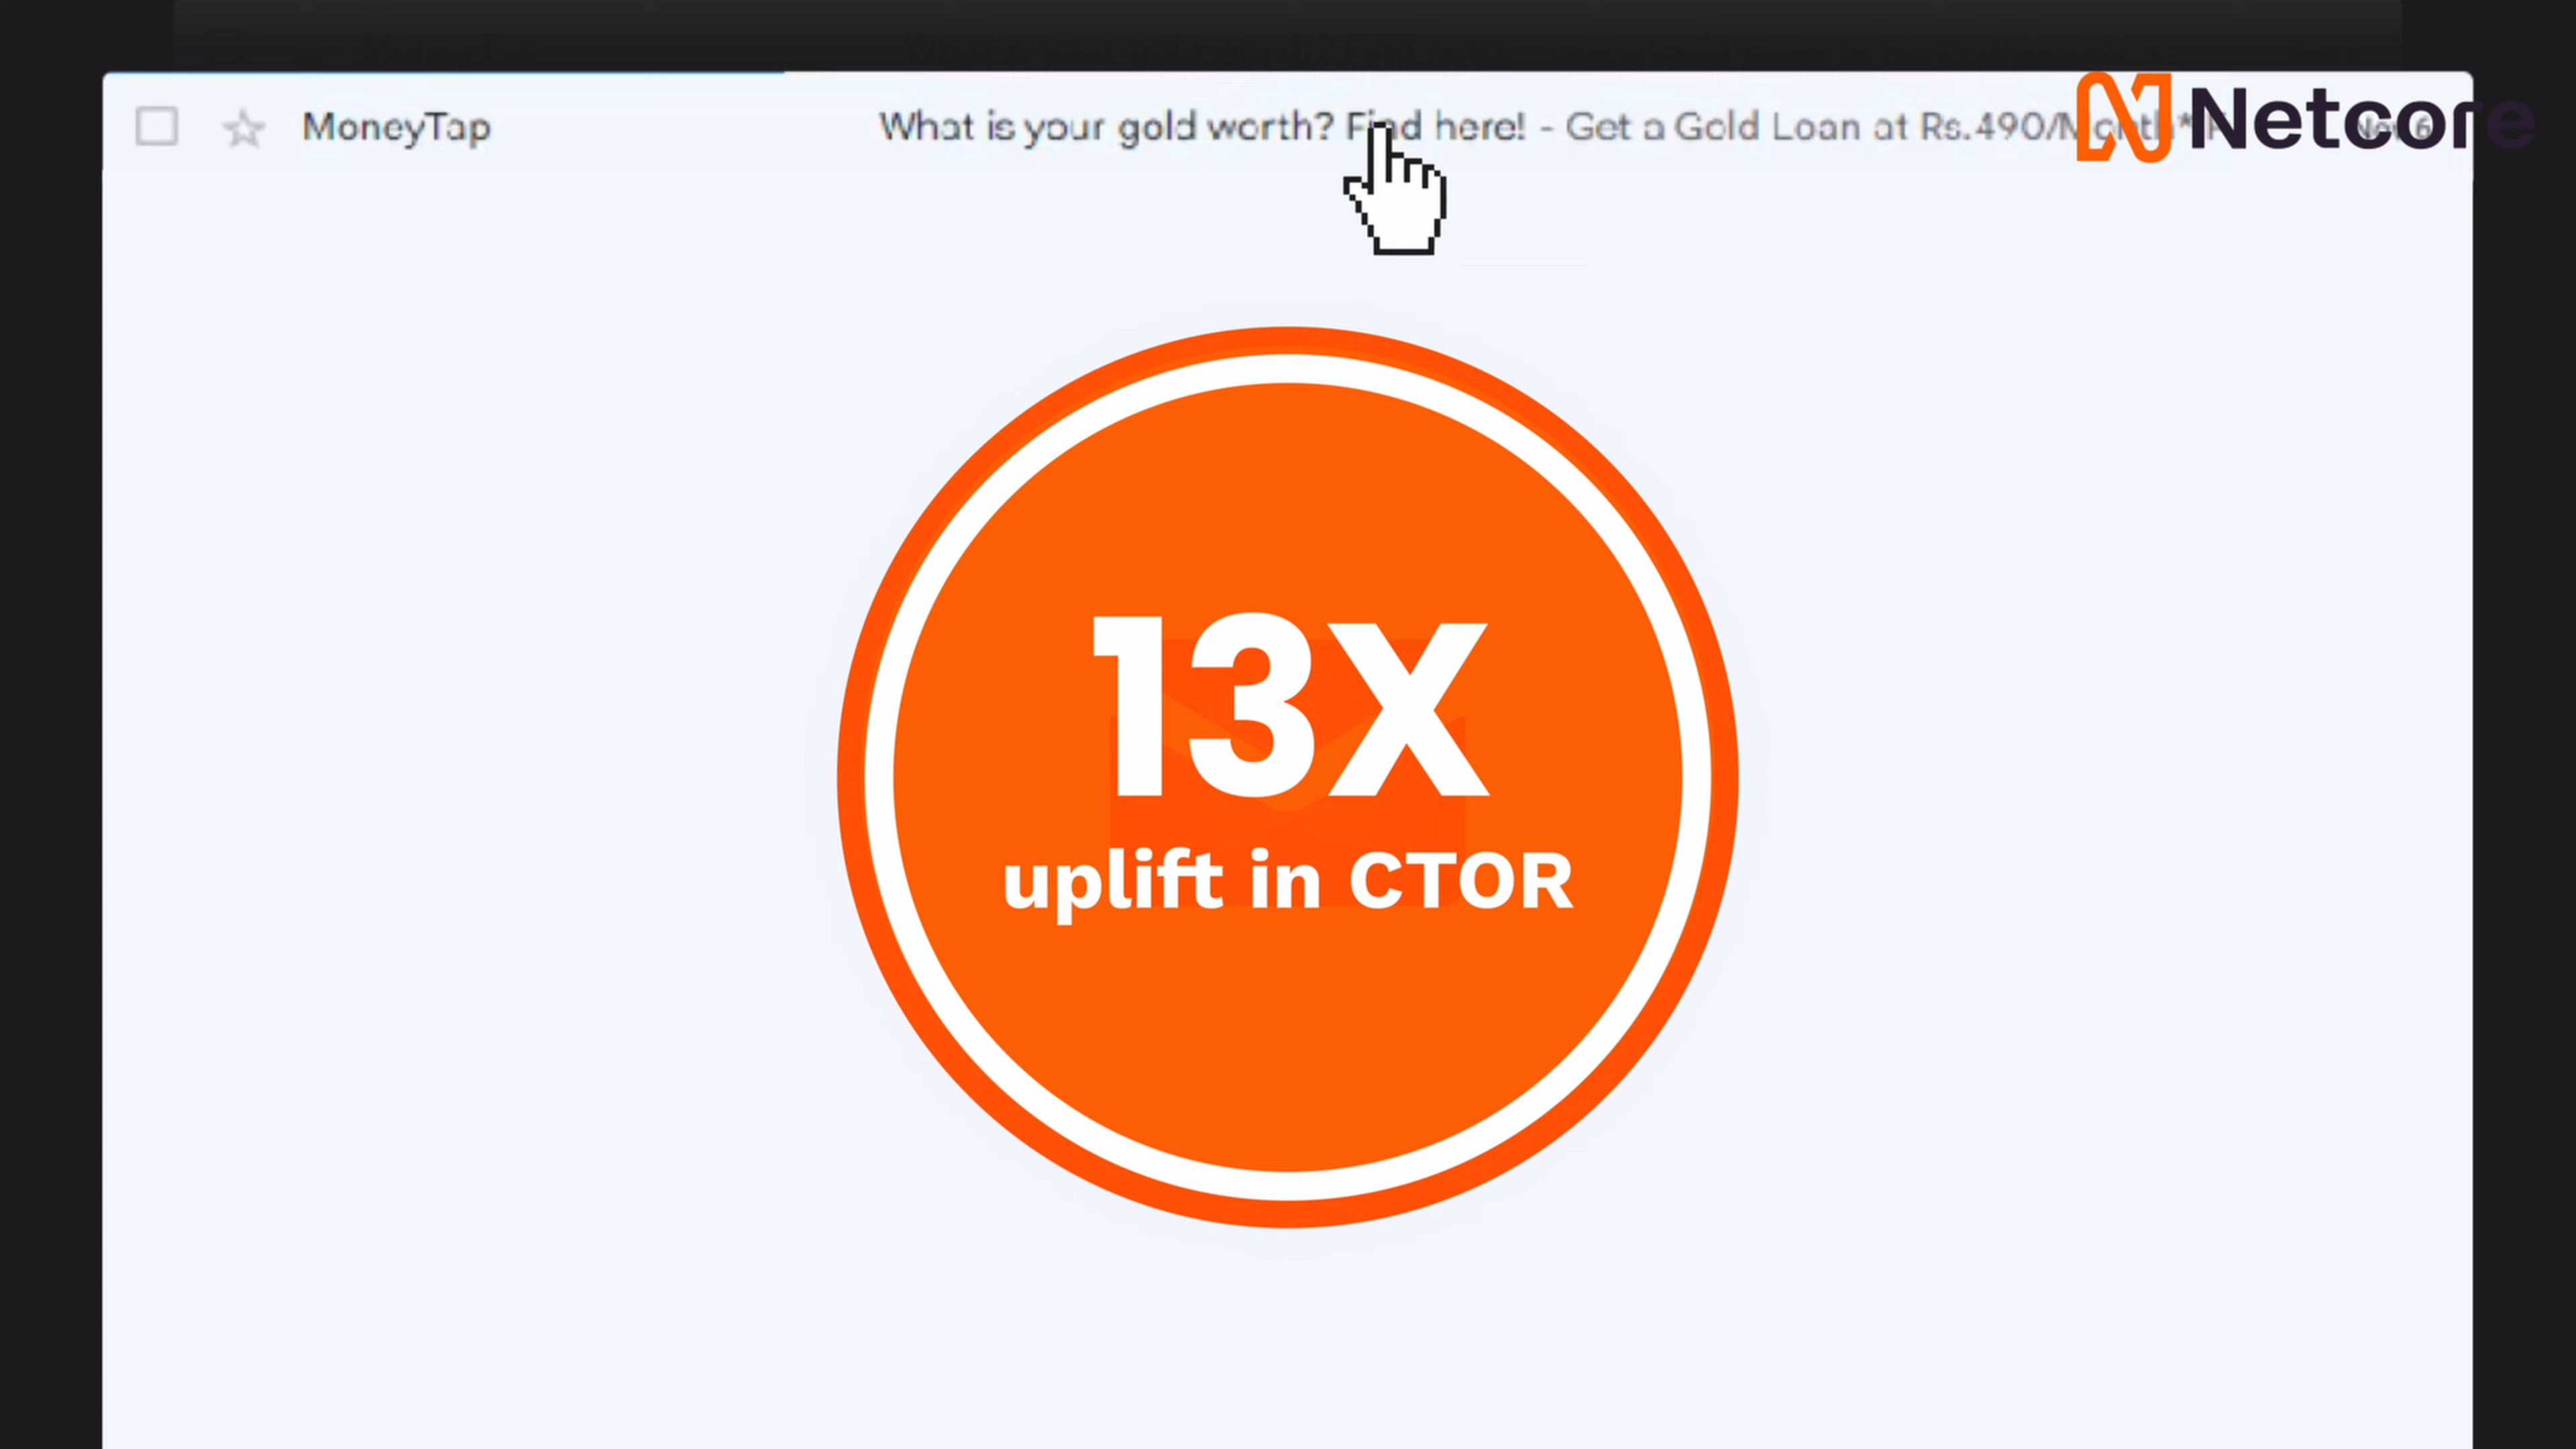 MoneyTap What is your gold worth? Find here! - Get a Gold Loan at Rs.490/Month*
Netcore
13X
uplift in CTOR